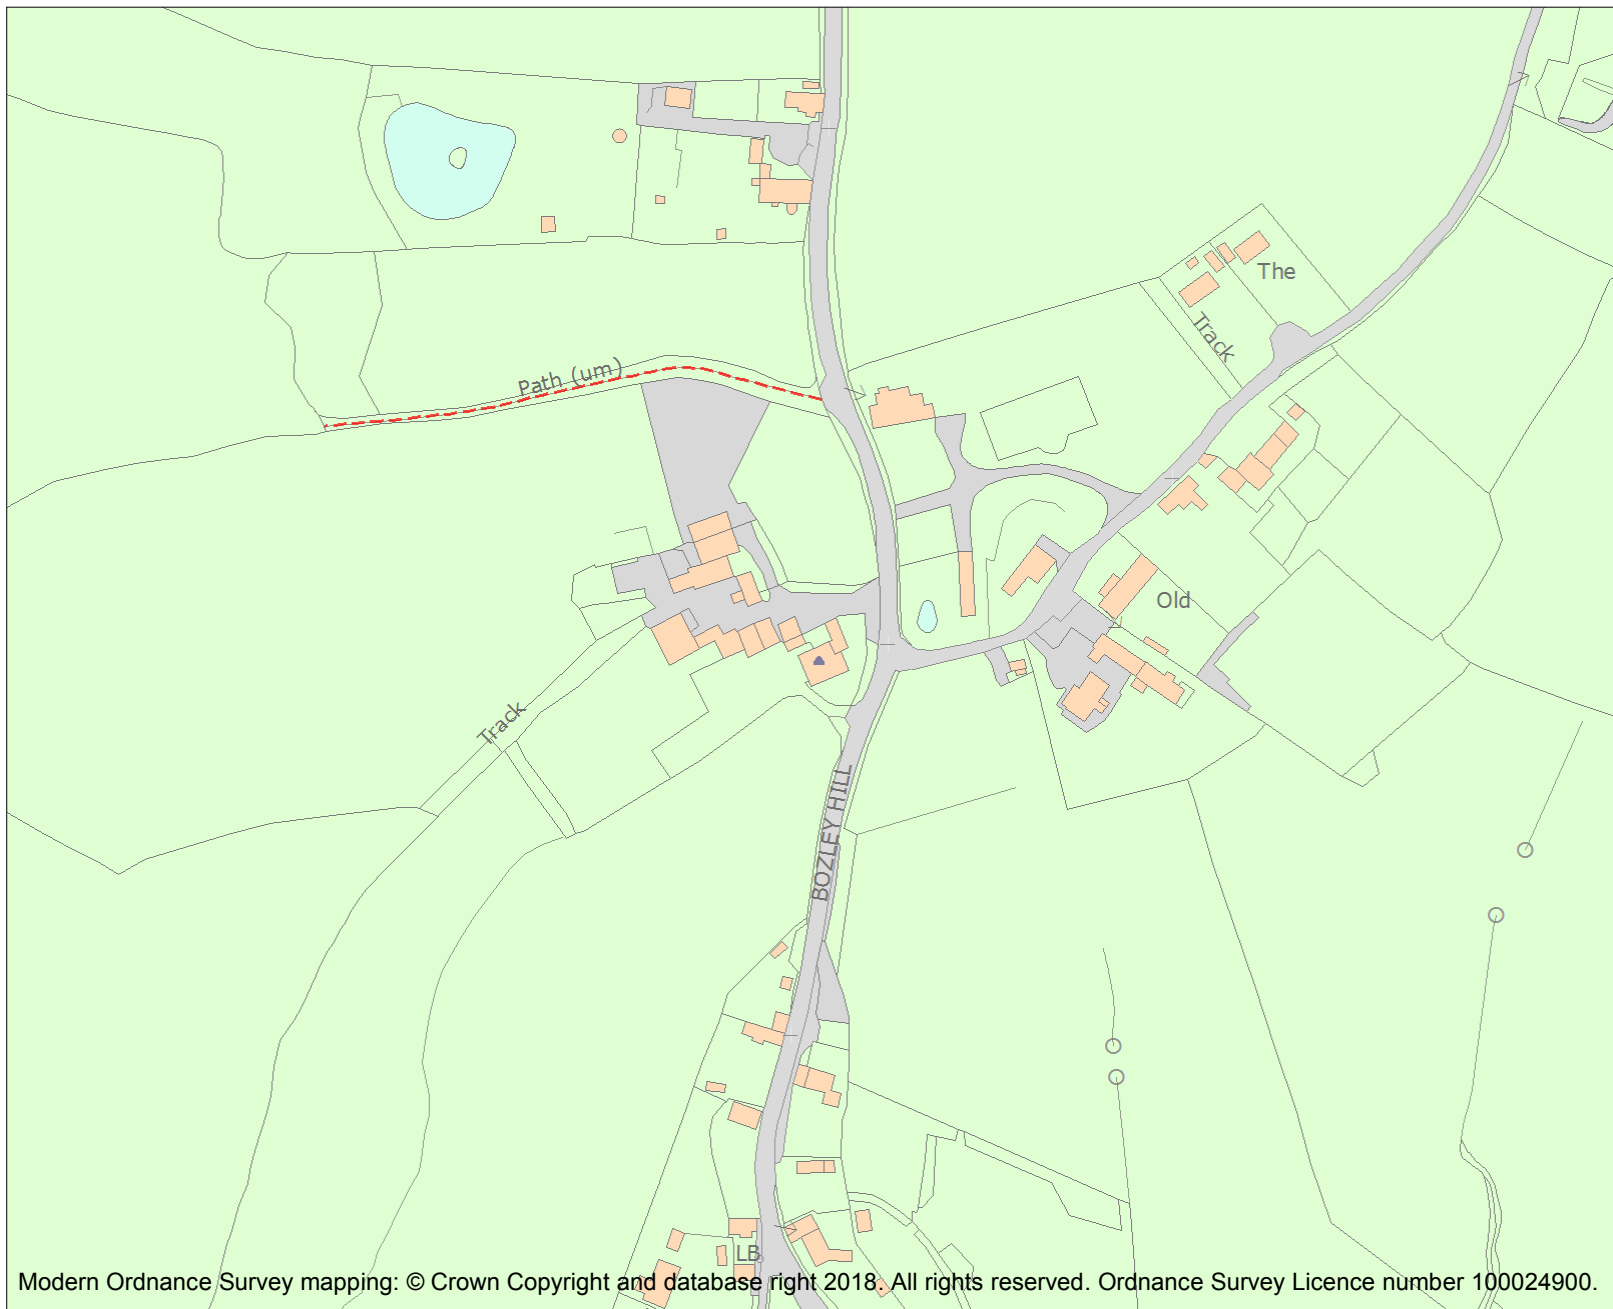 The
Track
Path (um)
Old
Track
BOZLEY HILL
LB
Modern Ordnance Survey mapping: © Crown Copyright and database right 2018. All rights reserved. Ordnance Survey Licence number 100024900.